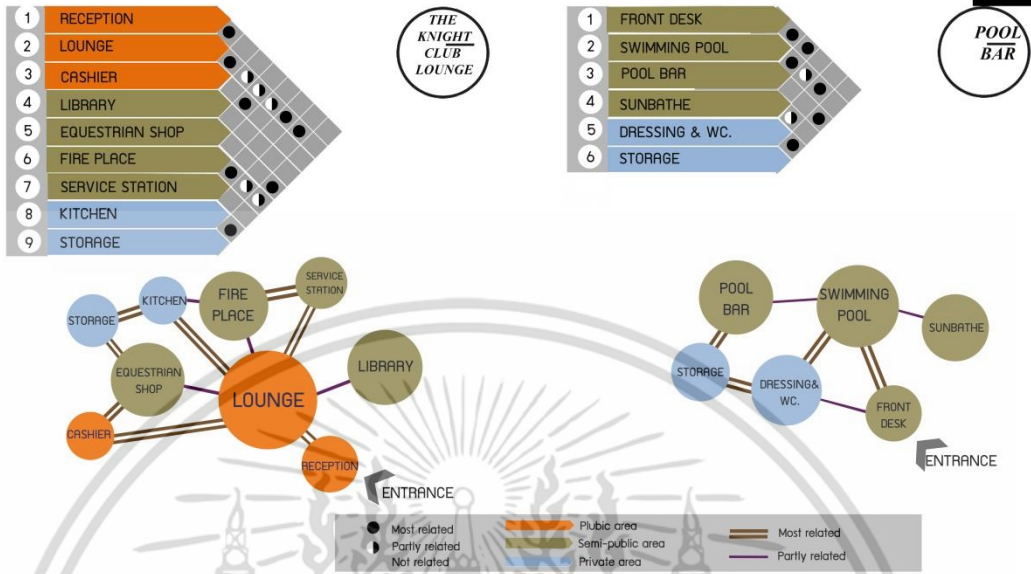 1 RECEPTION
2 LOUNGE
3 CASHIER
4 LIBRARY
5 EQUESTRIAN SHOP
6 FIRE PLACE
7 SERVICE STATION
8 KITCHEN
9 STORAGE
THE
KNIGHT
CLUB
LOUNGE
1 FRONT DESK
2 SWIMMING POOL
3 POOL BAR
4 SUNBATHE
5 DRESSING & WC.
6 STORAGE
POOL
BAR
SERVICE
STATION
FIRE
PLACE
KITCHEN
STORAGE
EQUESTRIAN
SHOP
LIBRARY
LOUNGE
CASHIER
RECEPTION
ENTRANCE
POOL
BAR
SWIMMING
POOL
SUNBATHE
STORAGE
DRESSING&
WC.
FRONT
DESK
ENTRANCE
Most related
Partly related
Not related
Plubic area
Semi-public area
Private area
Most related
Partly related